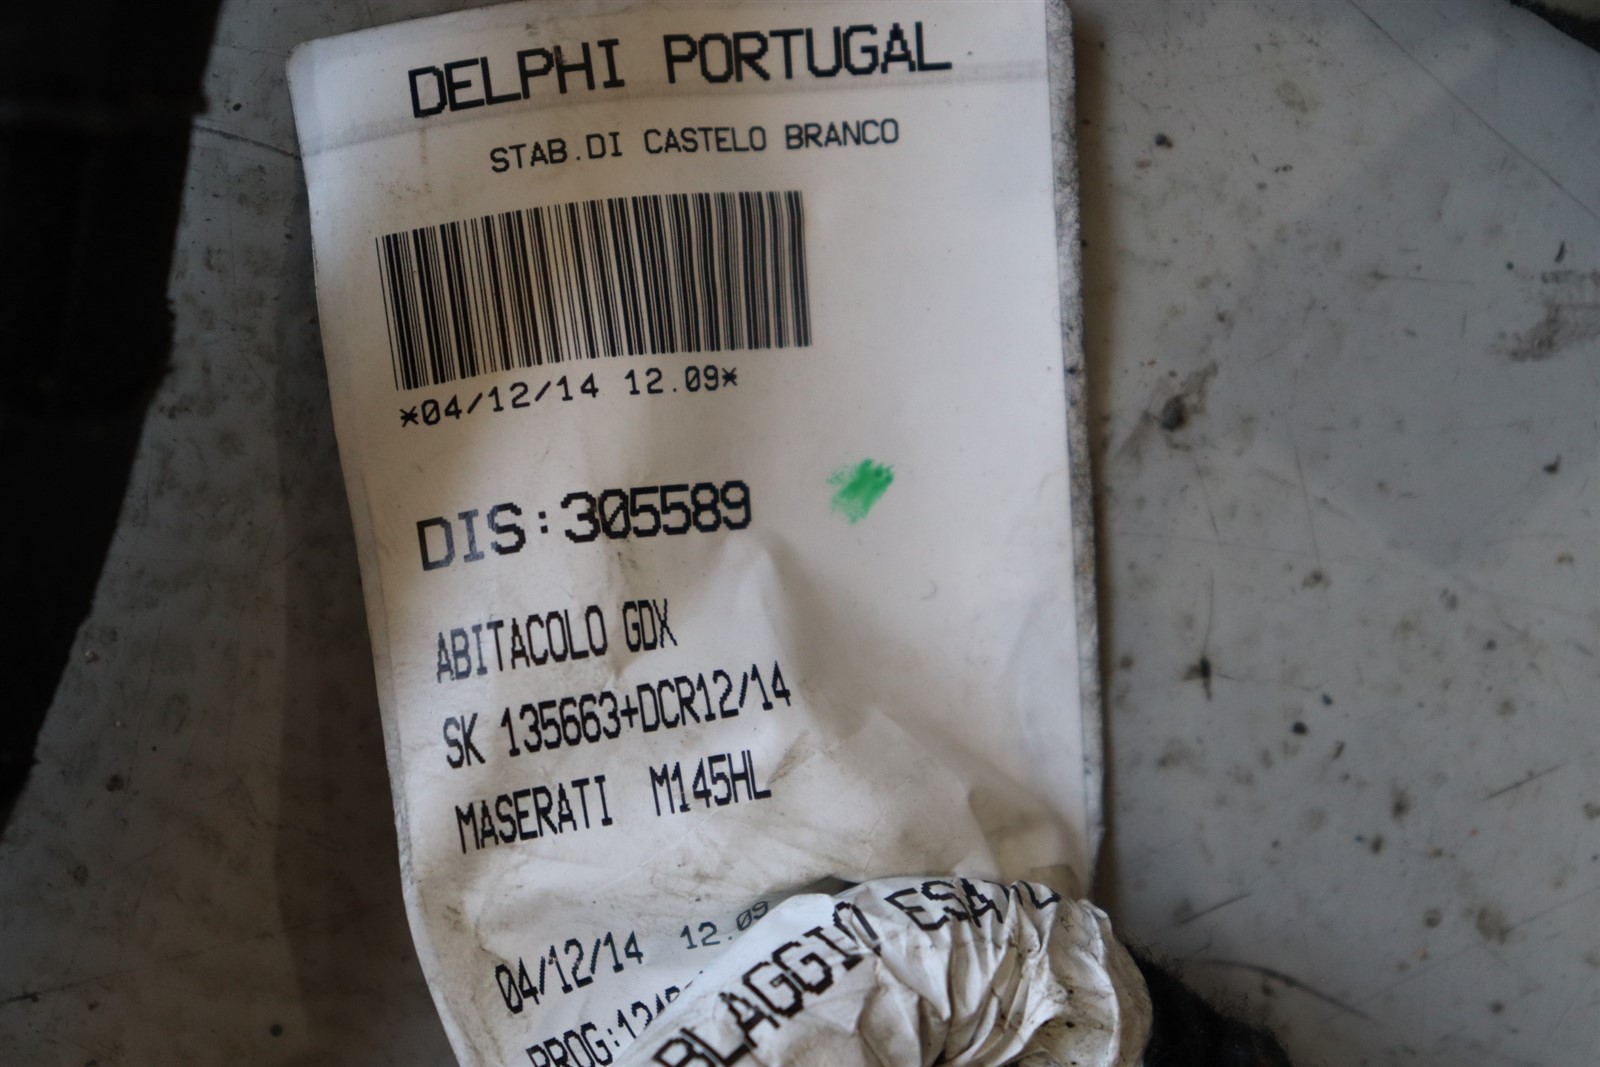 DELPHI PORTUGAL
STAB.DI CASTELO BRANCO
*04/12/14 12.09*
DIS:305589
ABITACOLO GDX
SK 135663+DCR12/14
MASERATI M145HL
04/12/14 12.09